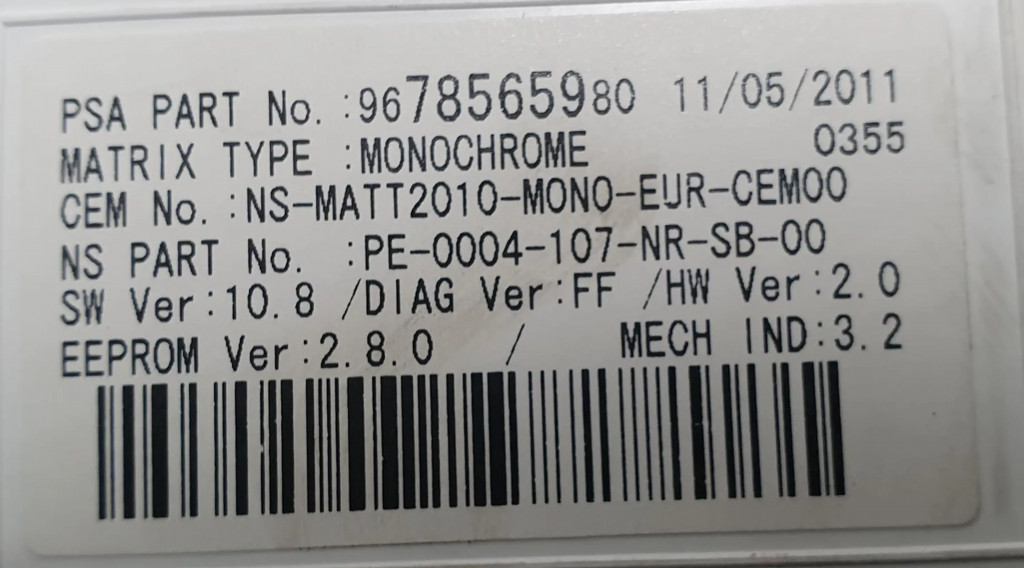 PSA PART No. :9678565980 11/05/2011
MATRIX TYPE :MONOCHROME 0355
CEM No. :NS-MATT2010-MONO-EUR-CEM00
NS PART No. :PE-0004-107-NR-SB-00
SW Ver:10.8 /DIAG Ver:FF /HW Ver:2.0
EEPROM Ver:2.8.0 / MECH IND:3.2